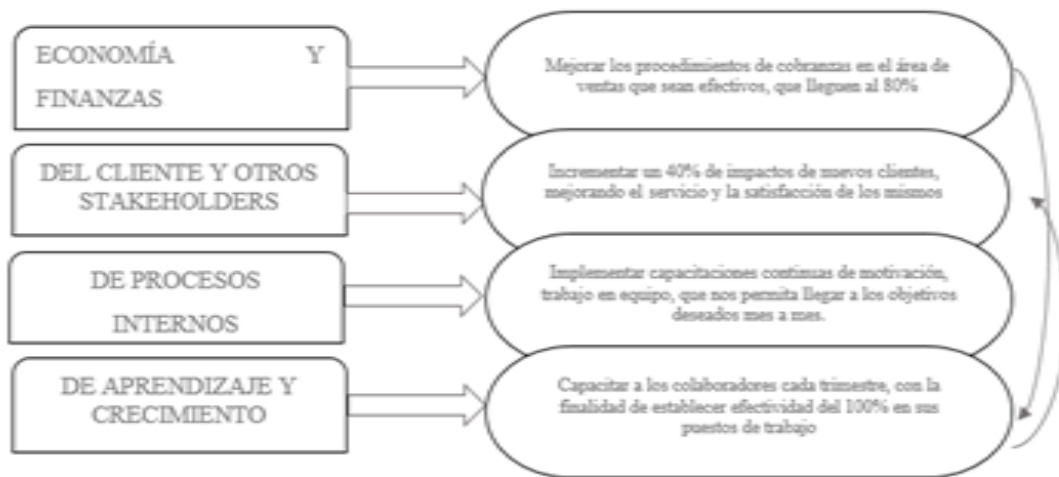 ECONOMÍA Y
FINANZAS
Mejorar los procedimientos de cobranzas en el área de
ventas que sean efectivos, que lleguen al 80%
DEL CLIENTE Y OTROS
STAKEHOLDERS
Incrementar un 40% de impactos de nuevos clientes,
mejorando el servicio y la satisfacción de los mismos
DE PROCESOS
INTERNOS
Implementar capacitaciones continuas de motivación,
trabajo en equipo, que nos permita llegar a los objetivos
deseados mes a mes.
DE APRENDIZAJE Y
CRECIMIENTO
Capacitar a los colaboradores cada trimestre, con la
finalidad de establecer efectividad del 100% en sus
puestos de trabajo